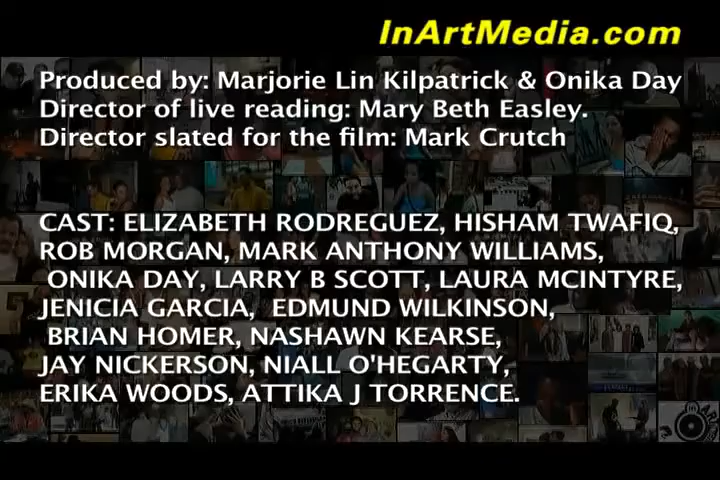 InArtMedia.com
Produced by: Marjorie Lin Kilpatrick & Onika Day
Director of live reading: Mary Beth Easley.
Director slated for the film: Mark Crutch
CAST: ELIZABETH RODREGUEZ, HISHAM TWAFIQ,
ROB MORGAN, MARK ANTHONY WILLIAMS,
ONIKA DAY, LARRY B SCOTT, LAURA MCINTYRE,
JENICIA GARCIA, EDMUND WILKINSON,
BRIAN HOMER, NASHAWN KEARSE,
JAY NICKERSON, NIALL O'HEGARTY,
ERIKA WOODS, ATTIKA J TORRENCE.